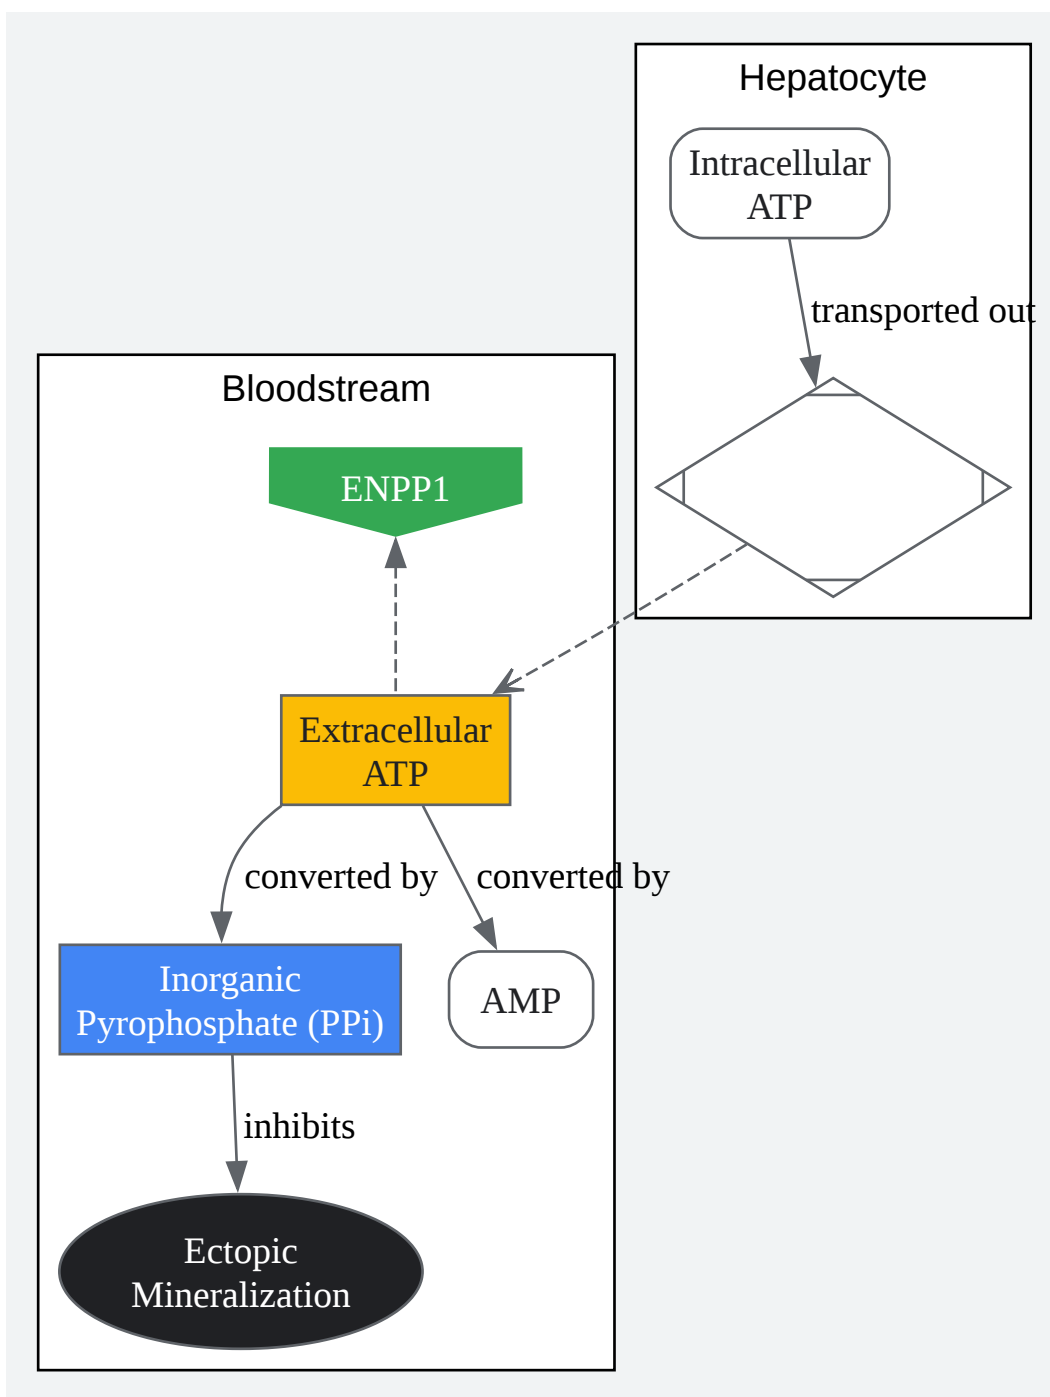 Hepatocyte
Intracellular
ATP
transported out
Bloodstream
ENPP1
Extracellular
ATP
converted by
converted by
Inorganic
Pyrophosphate (PPi)
AMP
inhibits
Ectopic
Mineralization